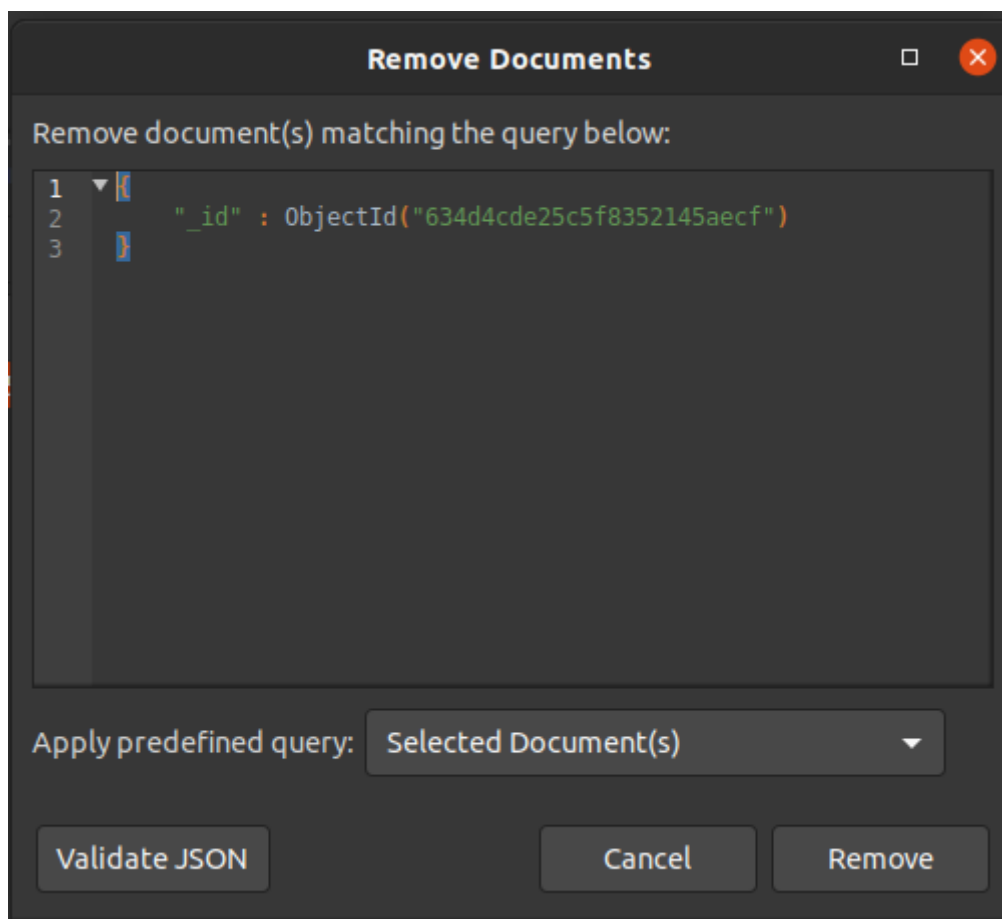 Remove Documents
Remove document(s) matching the query below:
1 {
2 "_id" : ObjectId("634d4cde25c5f8352145aecf")
3 }
Apply predefined query: Selected Document(s)
Validate JSON Cancel Remove